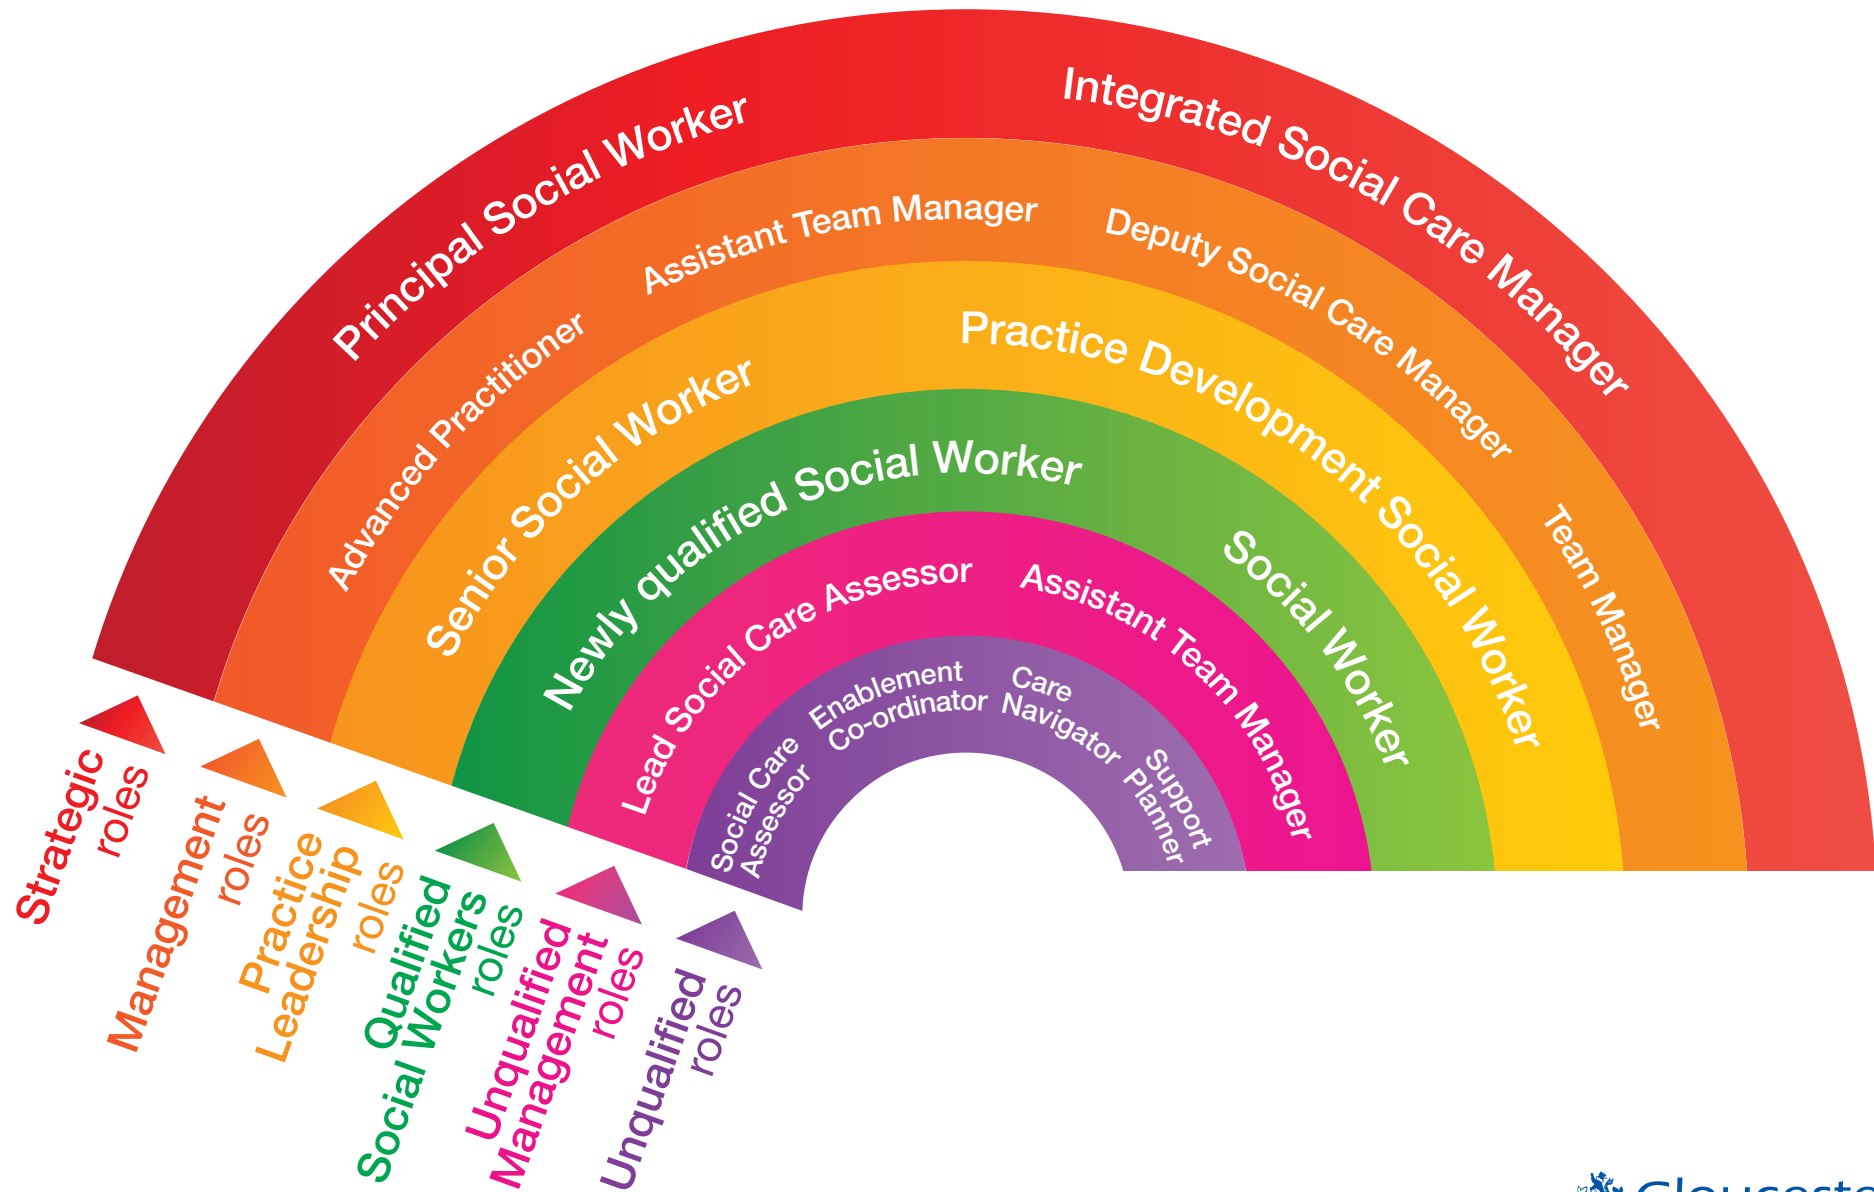 Principal Social Worker
Integrated Social Care Manager
Advanced Practitioner
Assistant Team Manager
Deputy Social Care Manager
Team Manager
Senior Social Worker
Practice Development Social Worker
Newly qualified Social Worker
Social Worker
Lead Social Care Assessor
Assistant Team Manager
Social Care
Assessor
Enablement
Co-ordinator
Care
Navigator
Support
Planner
Strategic
roles
Management
roles
Practice
Leadership
roles
Qualified
Social Workers
roles
Unqualified
Management
roles
Unqualified
roles